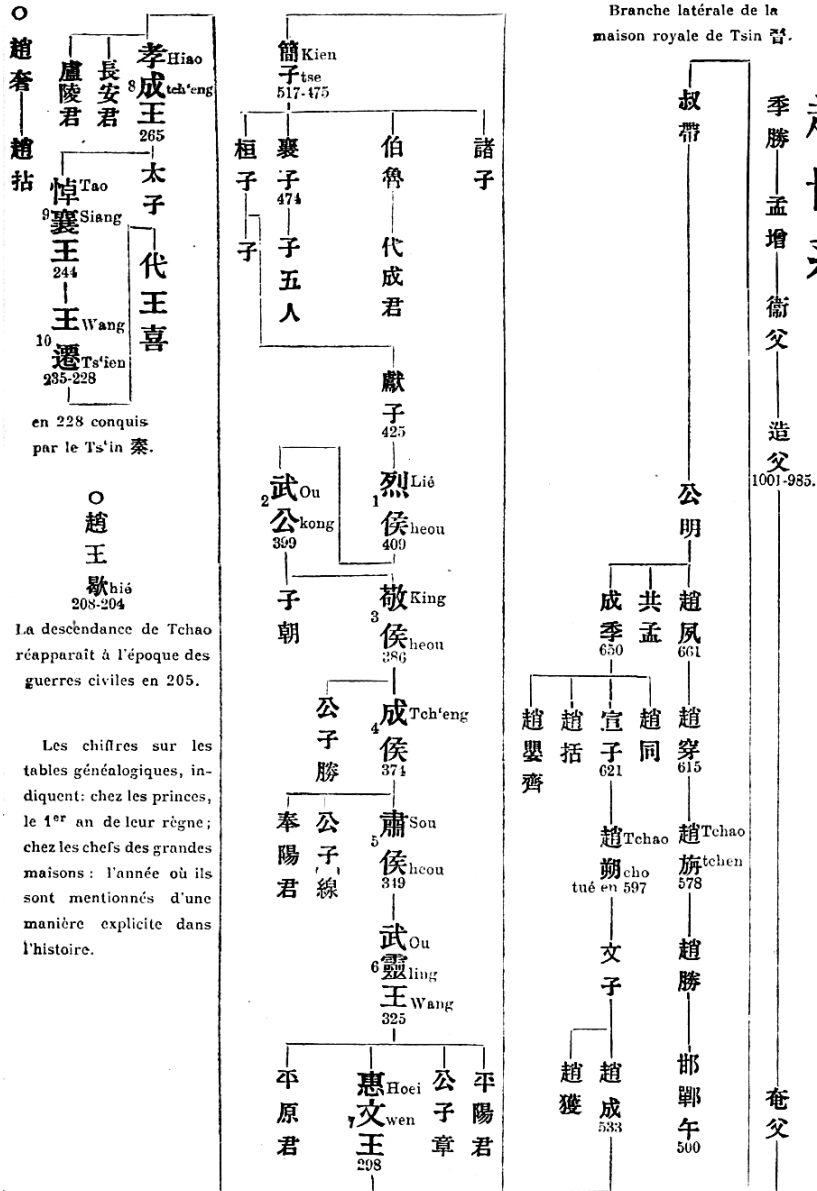 Branche latérale de la
maison royale de Tsin 晉.
季勝
孟增
衞父
造父
1001-985.
奄父
叔帶
公明
趙夙
661
共孟
成季
650
趙穿
615
趙同
宣子
621
趙括
趙嬰齊
趙旃 Tchao tchen
578
趙朔 Tchao cho
tué en 597
趙勝
文子
邯鄲午
500
趙成
533
趙獲
簡子 Kien tse
517-475
諸子
伯魯
襄子
474
桓子
代成君
子五人
子
獻子
425
1 烈侯 Lié heou
409
2 武公 Ou kong
399
3 敬侯 King heou
386
子朝
4 成侯 Tch'eng
374
公子勝
5 肅侯 Sou heou
349
公子緤
奉陽君
6 武靈王 Ou ling Wang
325
平陽君
公子章
7 惠文王 Hoei wen
298
平原君
8 孝成王 Hiao tch'eng
265
長安君
盧陵君
趙奢
趙括
太子
9 悼襄王 Tao Siang
244
代王喜
10 王遷 Wang Ts'ien
235-228
en 228 conquis
par le Ts'in 秦.
趙王歇 hié
208-204
La descendance de Tchao
réapparaît à l'époque des
guerres civiles en 205.
Les chiffres sur les
tables généalogiques, in-
diquent: chez les princes,
le 1er an de leur règne;
chez les chefs des grandes
maisons : l'année où ils
sont mentionnés d'une
manière explicite dans
l'histoire.